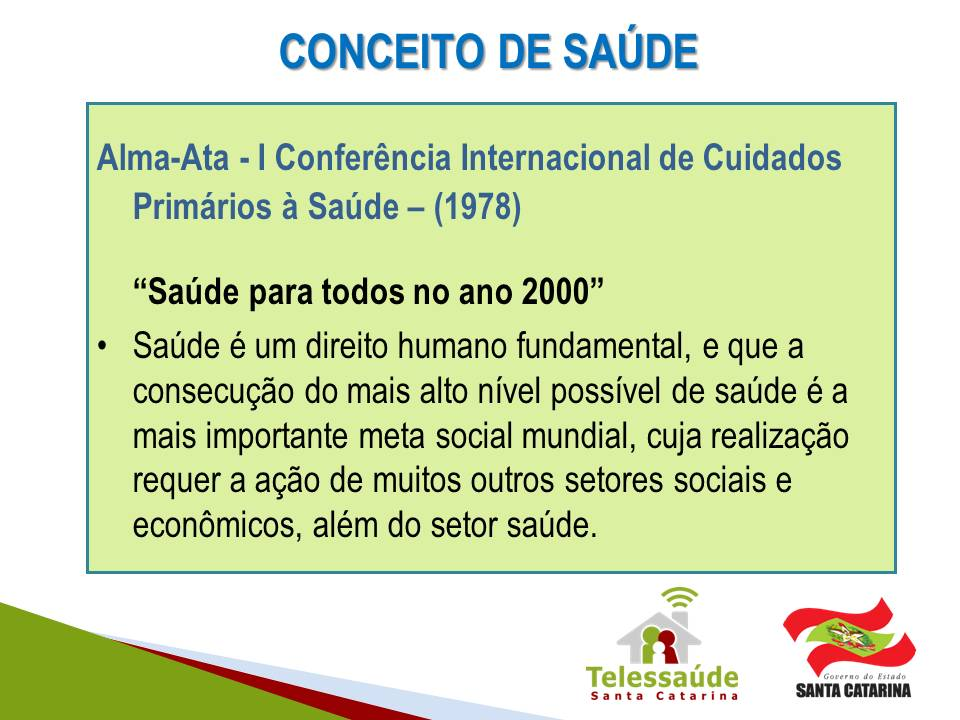 CONCEITO DE SAÚDE
Alma-Ata - I Conferência Internacional de Cuidados
Primários à Saúde – (1978)
“Saúde para todos no ano 2000”
• Saúde é um direito humano fundamental, e que a
consecução do mais alto nível possível de saúde é a
mais importante meta social mundial, cuja realização
requer a ação de muitos outros setores sociais e
econômicos, além do setor saúde.
Telessaúde
Santa Catarina
Governo do Estado
SANTA CATARINA